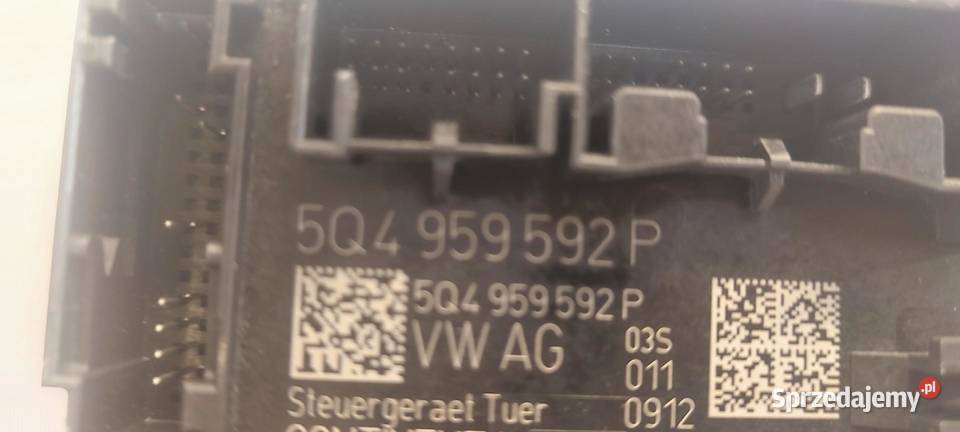 5Q4 959 592 P
5Q4 959 592 P
VW AG
03S
011
Steuergeraet Tuer
0912
Sprzedajemy.pl